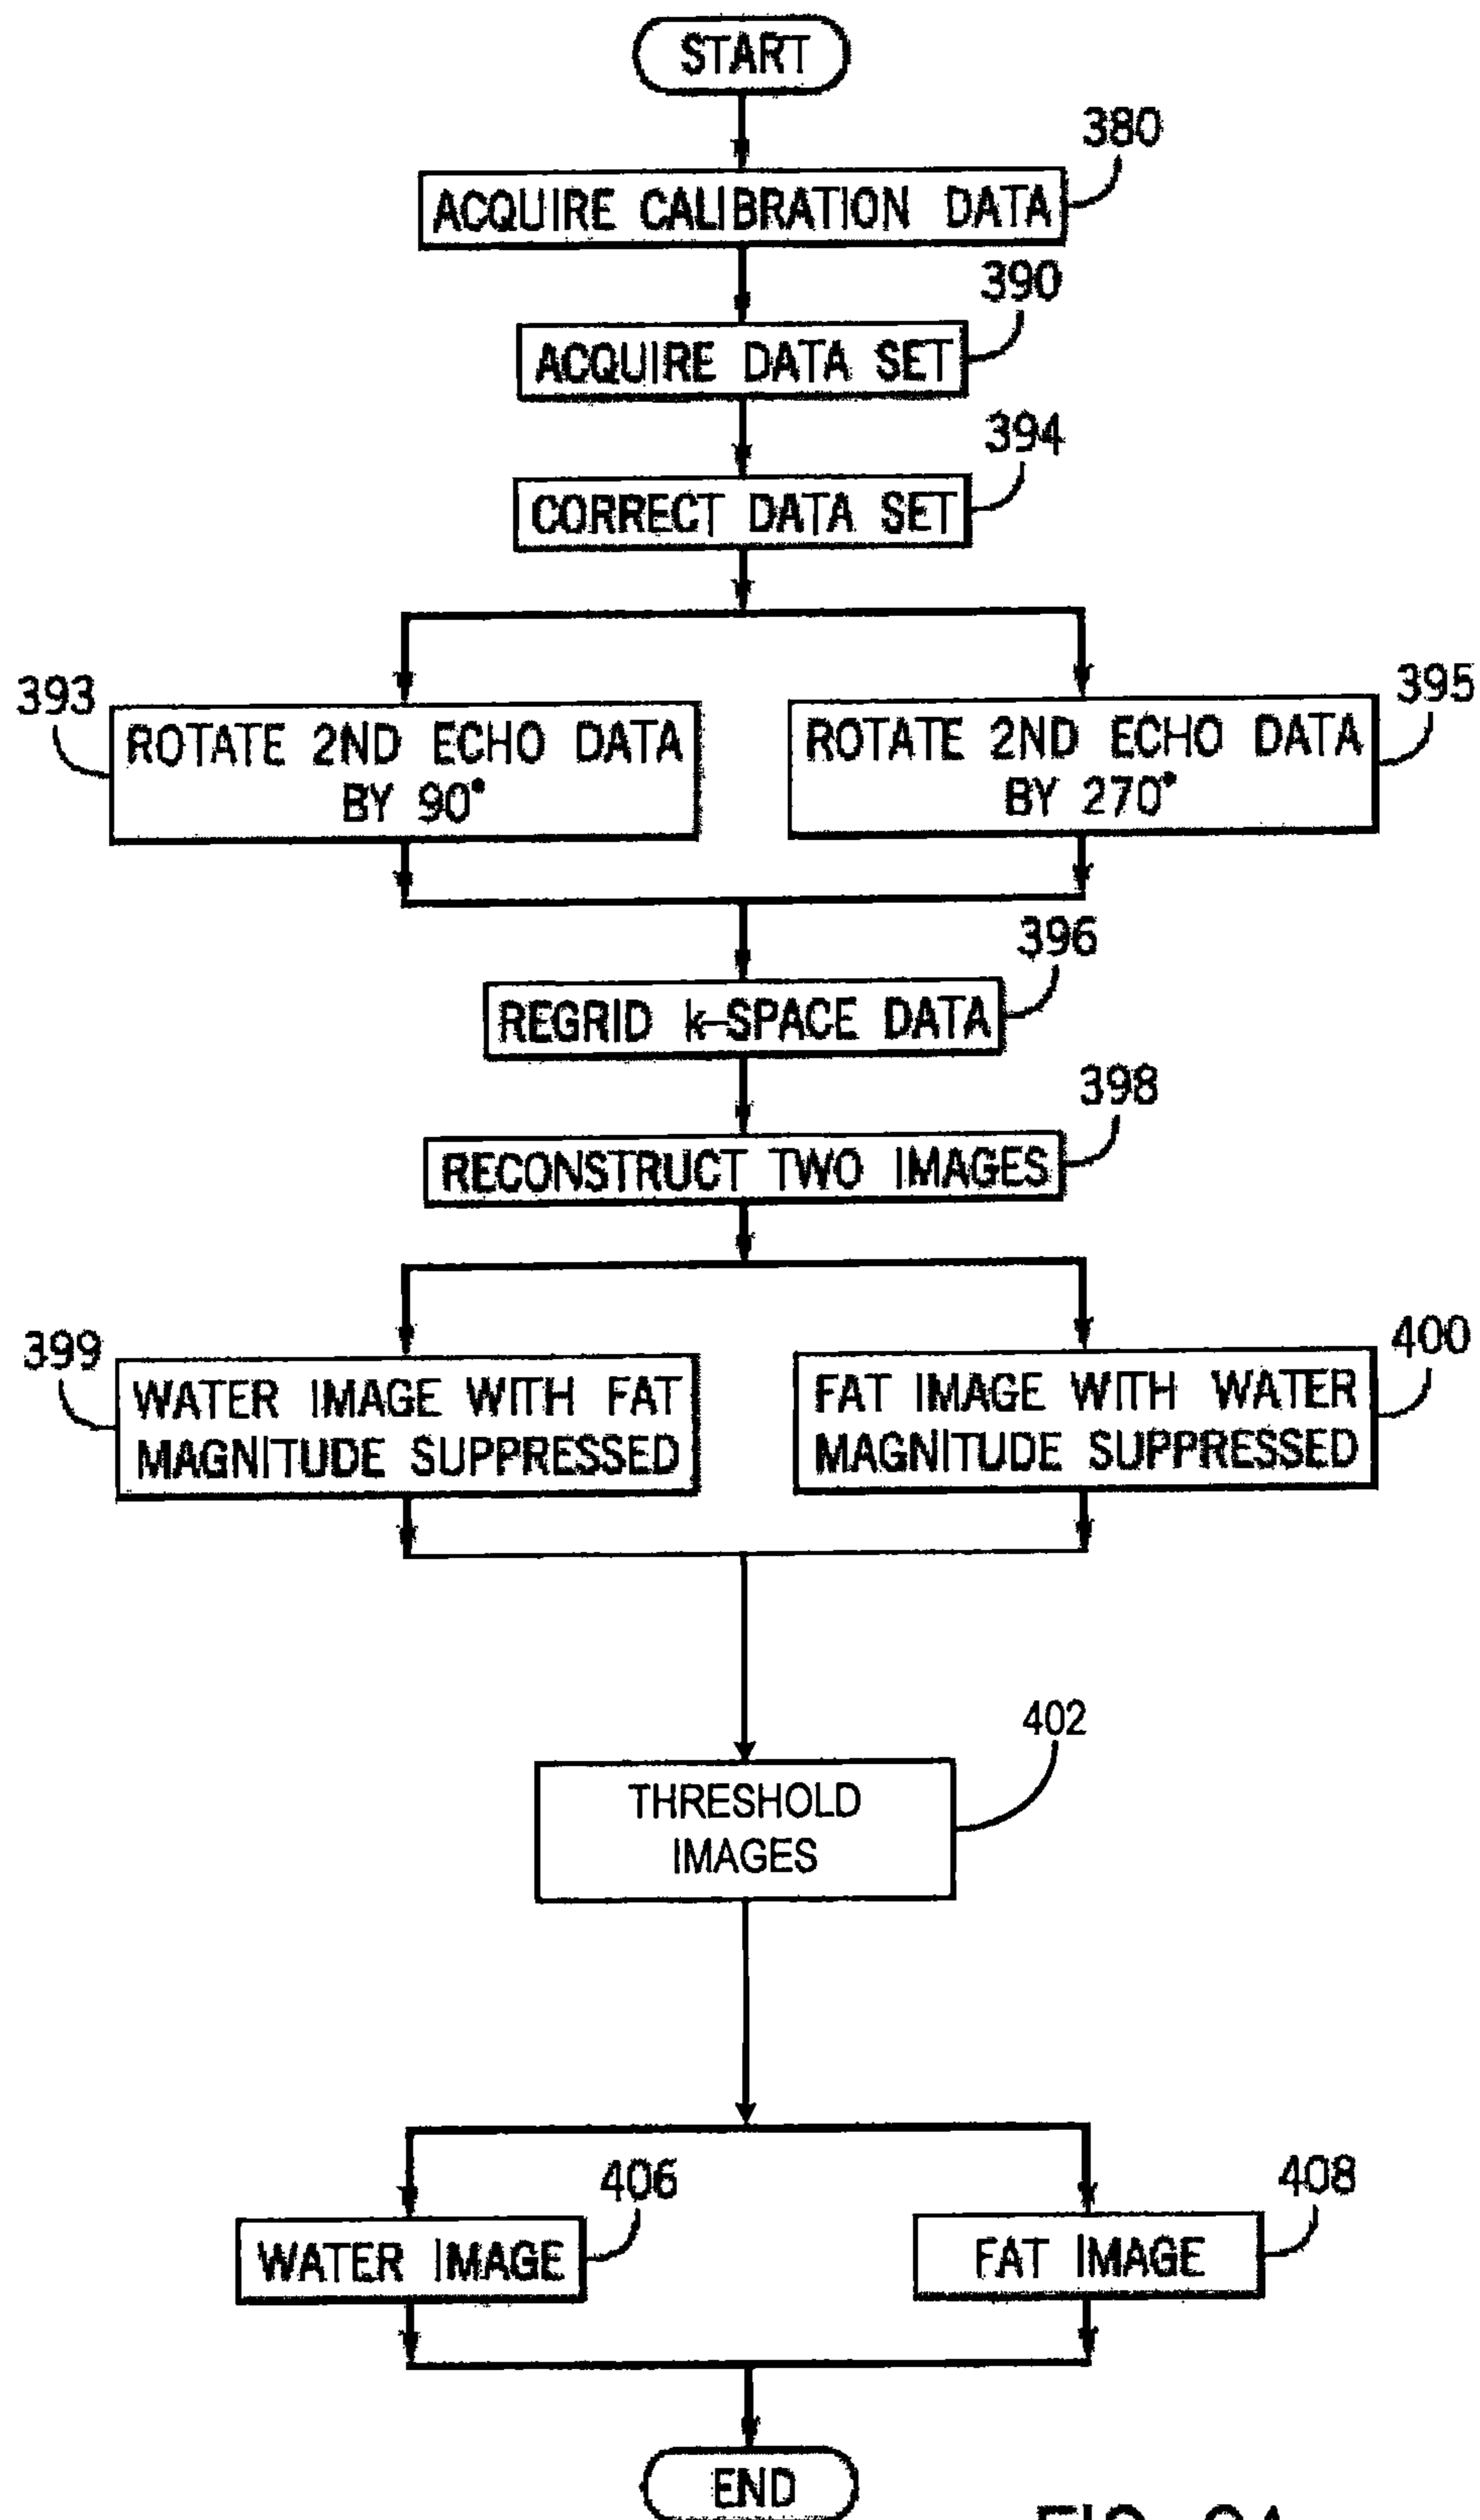 START
380
ACQUIRE CALIBRATION DATA
390
ACQUIRE DATA SET
394
CORRECT DATA SET
393
ROTATE 2ND ECHO DATA
BY 90°
395
ROTATE 2ND ECHO DATA
BY 270°
396
REGRID k-SPACE DATA
398
RECONSTRUCT TWO IMAGES
399
WATER IMAGE WITH FAT
MAGNITUDE SUPPRESSED
400
FAT IMAGE WITH WATER
MAGNITUDE SUPPRESSED
402
THRESHOLD
IMAGES
406
WATER IMAGE
408
FAT IMAGE
END